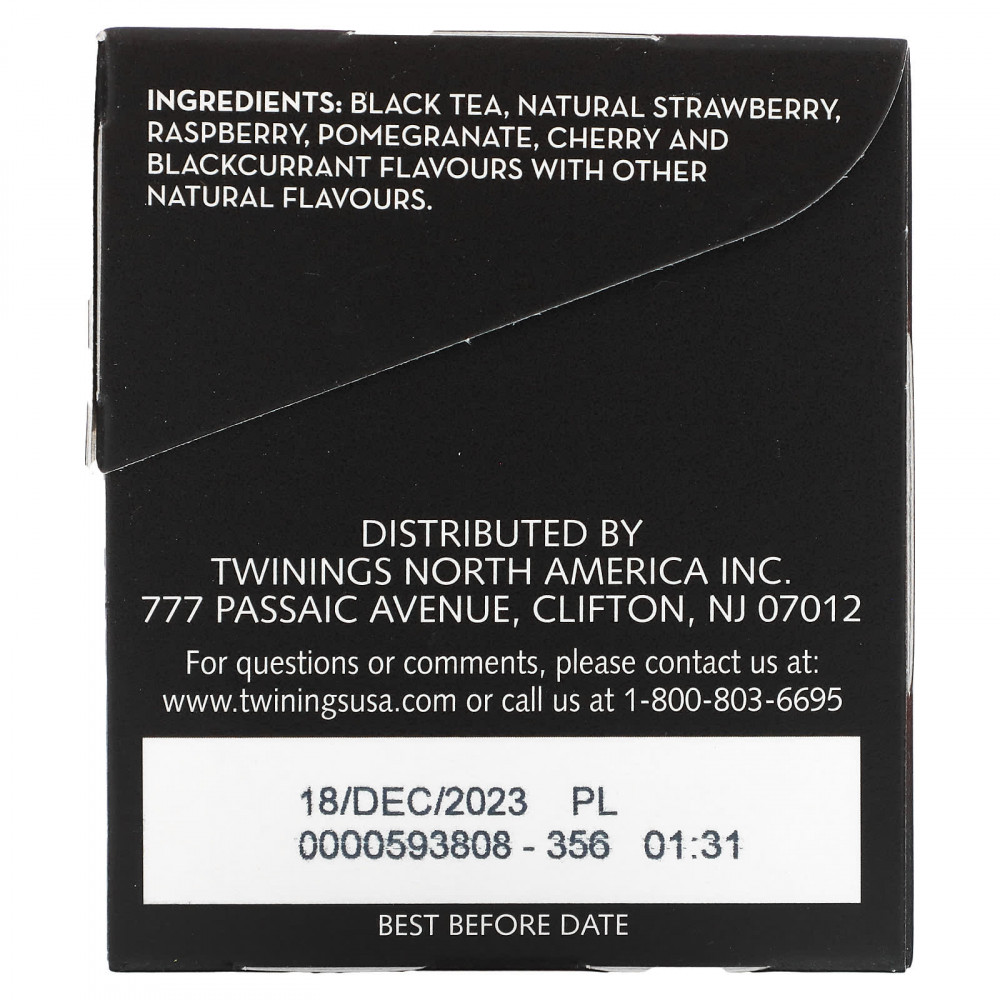 INGREDIENTS: BLACK TEA, NATURAL STRAWBERRY,
RASPBERRY, POMEGRANATE, CHERRY AND
BLACKCURRANT FLAVOURS WITH OTHER
NATURAL FLAVOURS.
DISTRIBUTED BY
TWININGS NORTH AMERICA INC.
777 PASSAIC AVENUE, CLIFTON, NJ 07012
For questions or comments, please contact us at:
www.twiningsusa.com or call us at 1-800-803-6695
18/DEC/2023 PL
0000593808 - 356 01:31
BEST BEFORE DATE